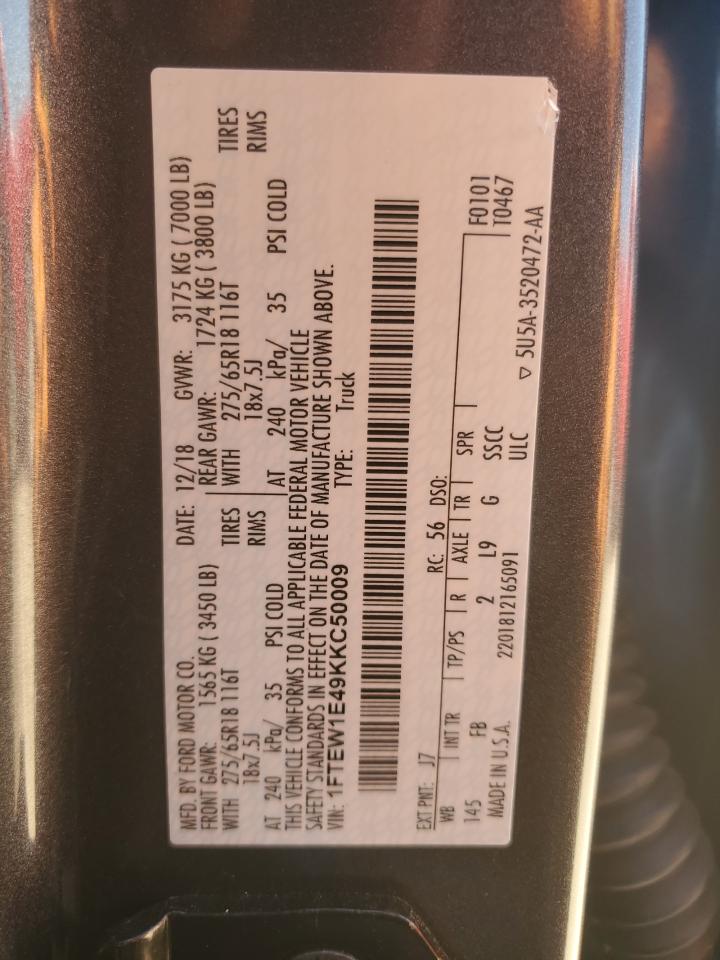 MFD. BY FORD MOTOR CO.
DATE: 12/18 GVWR: 3175 KG ( 7000 LB)
FRONT GAWR: 1565 KG ( 3450 LB) REAR GAWR: 1724 KG ( 3800 LB)
WITH 275/65R18 116T TIRES WITH 275/65R18 116T TIRES
18x7.5J RIMS 18x7.5J RIMS
AT 240 kPa/ 35 PSI COLD AT 240 kPa/ 35 PSI COLD
THIS VEHICLE CONFORMS TO ALL APPLICABLE FEDERAL MOTOR VEHICLE
SAFETY STANDARDS IN EFFECT ON THE DATE OF MANUFACTURE SHOWN ABOVE.
VIN: 1FTEW1E49KKC50009 TYPE: Truck
EXT PNT: J7 RC: 56 DSO: F0101
WB INT TR TP/PS R AXLE TR SPR T0467
145 FB 2 L9 G SSCC
MADE IN U.S.A. 2201812165091 ULC ▽ 5U5A-3520472-AA